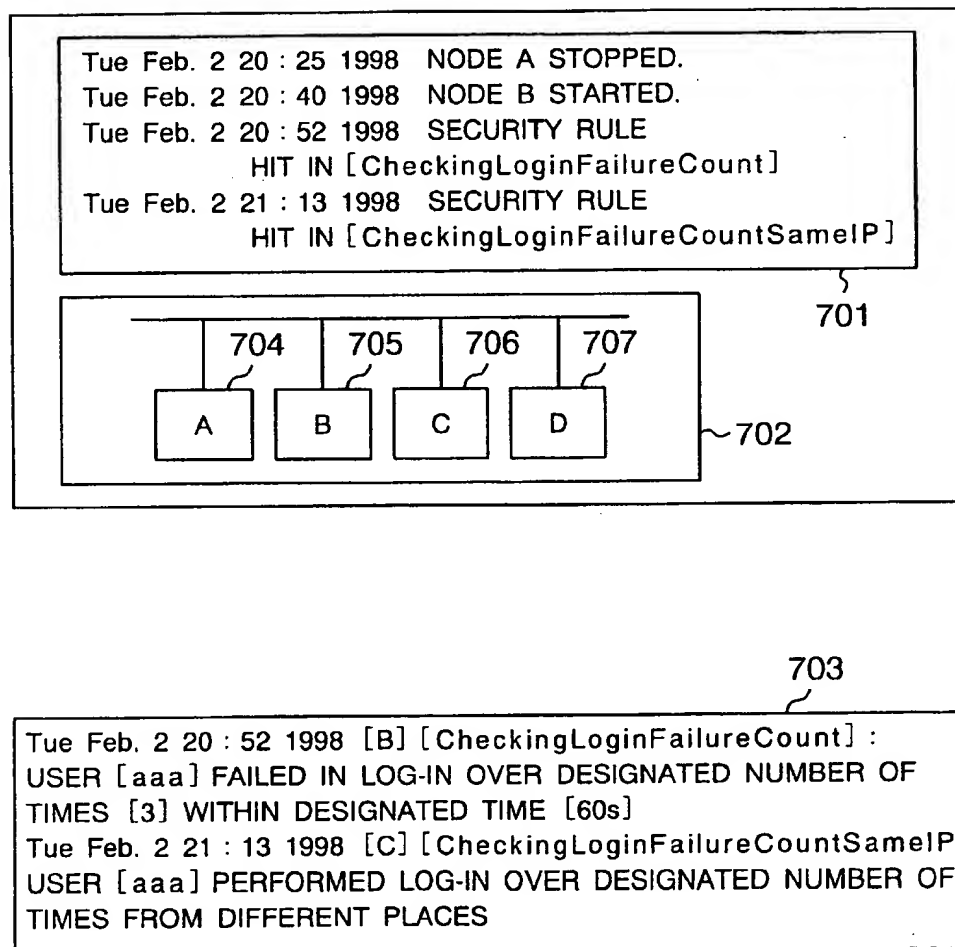 Tue Feb. 2 20 : 25 1998 NODE A STOPPED.
Tue Feb. 2 20 : 40 1998 NODE B STARTED.
Tue Feb. 2 20 : 52 1998 SECURITY RULE
HIT IN [CheckingLoginFailureCount]
Tue Feb. 2 21 : 13 1998 SECURITY RULE
HIT IN [CheckingLoginFailureCountSameIP]
701
704 705 706 707
A B C D
702
703
Tue Feb. 2 20 : 52 1998 [B] [CheckingLoginFailureCount] :
USER [aaa] FAILED IN LOG-IN OVER DESIGNATED NUMBER OF
TIMES [3] WITHIN DESIGNATED TIME [60s]
Tue Feb. 2 21 : 13 1998 [C] [CheckingLoginFailureCountSameIP
USER [aaa] PERFORMED LOG-IN OVER DESIGNATED NUMBER OF
TIMES FROM DIFFERENT PLACES